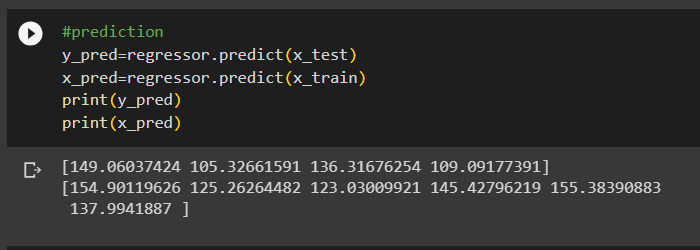 #prediction
y_pred=regressor.predict(x_test)
x_pred=regressor.predict(x_train)
print(y_pred)
print(x_pred)
[149.06037424 105.32661591 136.31676254 109.09177391]
[154.90119626 125.26264482 123.03009921 145.42796219 155.38390883
 137.9941887 ]